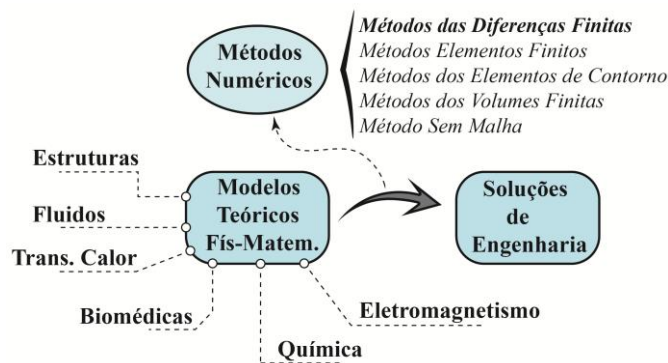 Métodos
Numéricos
Métodos das Diferenças Finitas
Métodos Elementos Finitos
Métodos dos Elementos de Contorno
Métodos dos Volumes Finitas
Método Sem Malha
Estruturas
Fluidos
Trans. Calor
Biomédicas
Química
Eletromagnetismo
Modelos
Teóricos
Fís-Matem.
Soluções
de
Engenharia